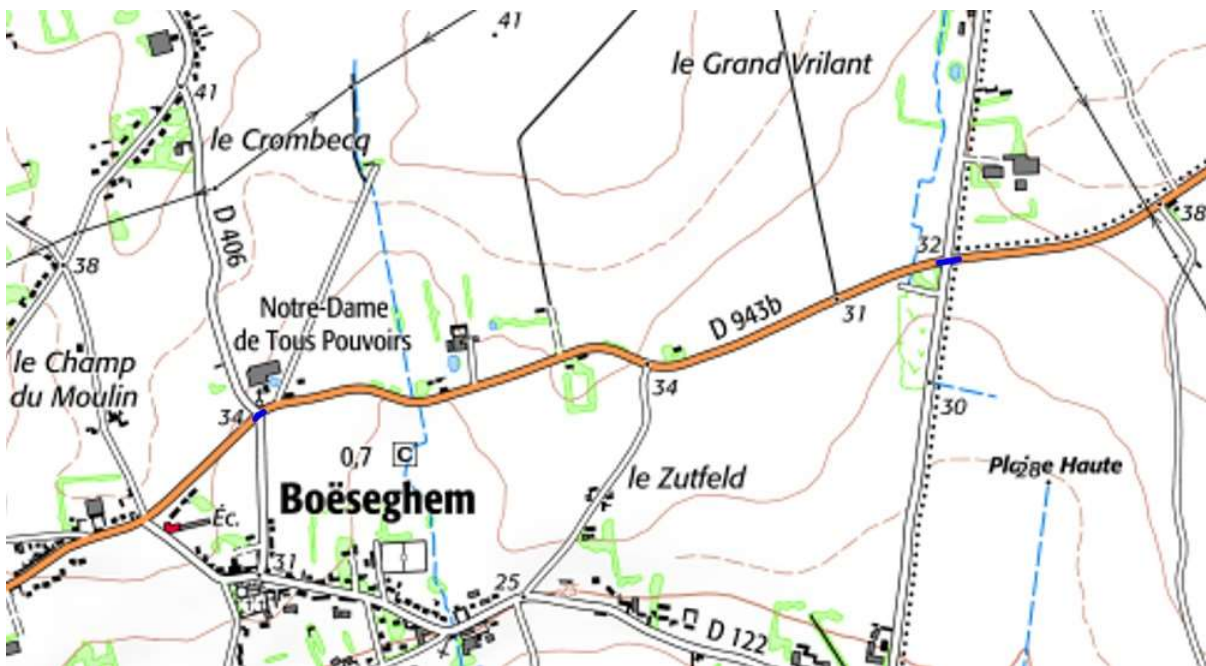 41
41
le Grand Vrilant
le Crombecq
D 406
38
32
38
Notre-Dame
de Tous Pouvoirs
D 943b
31
le Champ
du Moulin
34
34
30
0,7
C
le Zutfeld
Plaine Haute
28
Boëseghem
Éc.
31
25
25
D 122